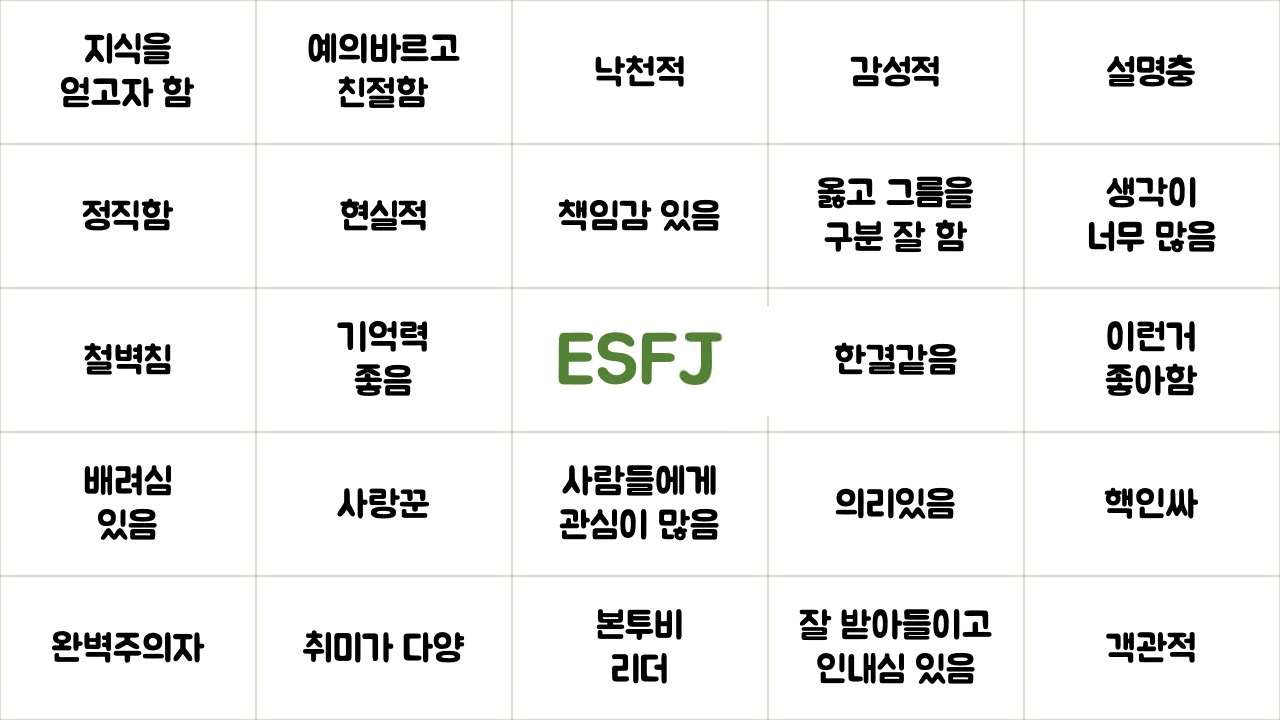 지식을
얻고자 함
예의바르고
친절함
낙천적
감성적
설명충
정직함
현실적
책임감 있음
옳고 그름을
구분 잘 함
생각이
너무 많음
철벽침
기억력
좋음
ESFJ
한결같음
이런거
좋아함
배려심
있음
사랑꾼
사람들에게
관심이 많음
의리있음
핵인싸
완벽주의자
취미가 다양
본투비
리더
잘 받아들이고
인내심 있음
객관적